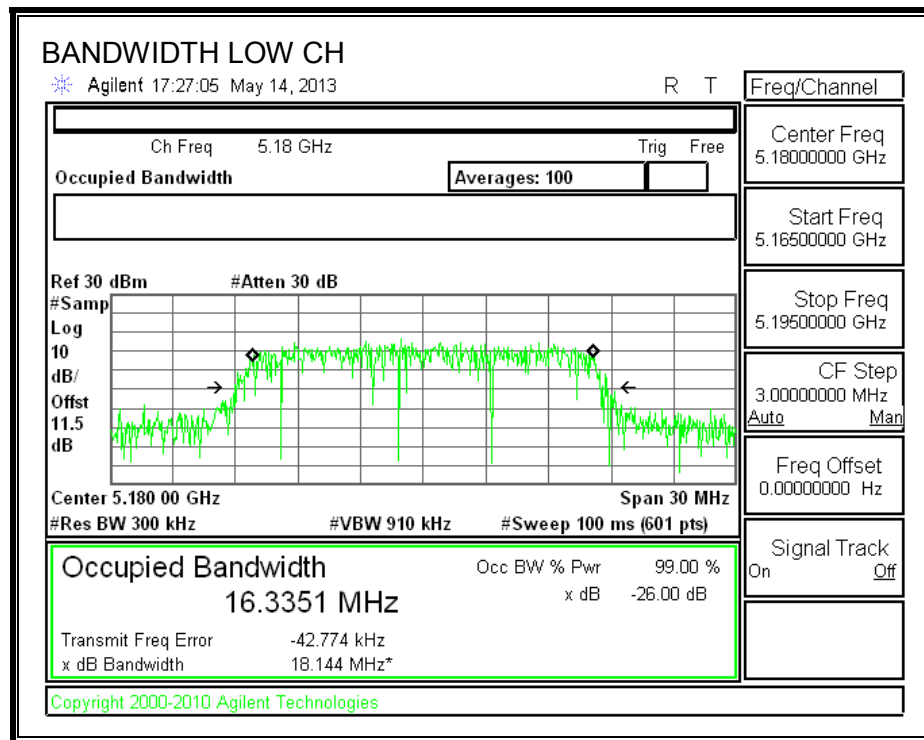 BANDWIDTH LOW CH
Agilent 17:27:05 May 14, 2013 R T
Freq/Channel
Ch Freq 5.18 GHz Trig Free
Occupied Bandwidth Averages: 100
Center Freq
5.18000000 GHz
Start Freq
5.16500000 GHz
Stop Freq
5.19500000 GHz
CF Step
3.00000000 MHz
Auto Man
Freq Offset
0.00000000 Hz
Signal Track
On Off
Ref 30 dBm #Atten 30 dB
#Samp
Log
10
dB/
Offst
11.5
dB
Center 5.180 00 GHz Span 30 MHz
#Res BW 300 kHz #VBW 910 kHz #Sweep 100 ms (601 pts)
Occupied Bandwidth Occ BW % Pwr 99.00 %
16.3351 MHz x dB -26.00 dB
Transmit Freq Error -42.774 kHz
x dB Bandwidth 18.144 MHz*
Copyright 2000-2010 Agilent Technologies